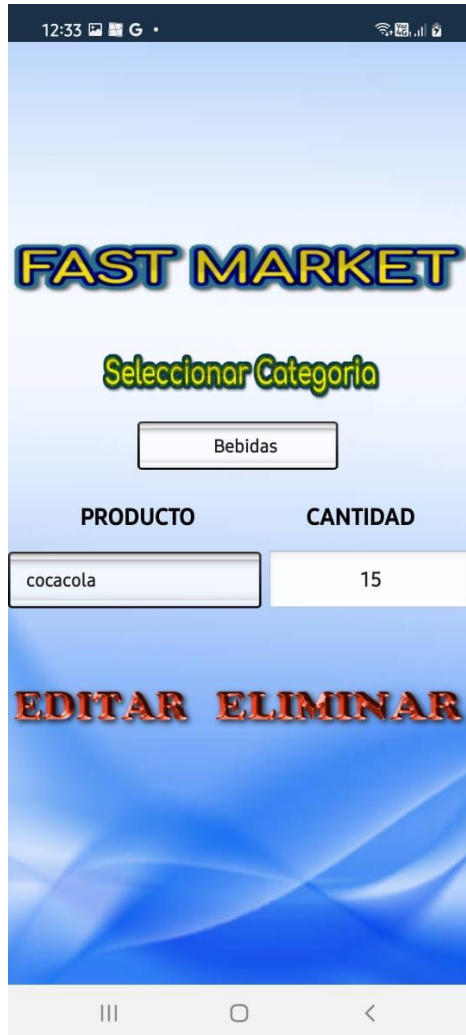 12:33 G
FAST MARKET
Seleccionar Categoria
Bebidas
PRODUCTO CANTIDAD
cocacola 15
EDITAR ELIMINAR